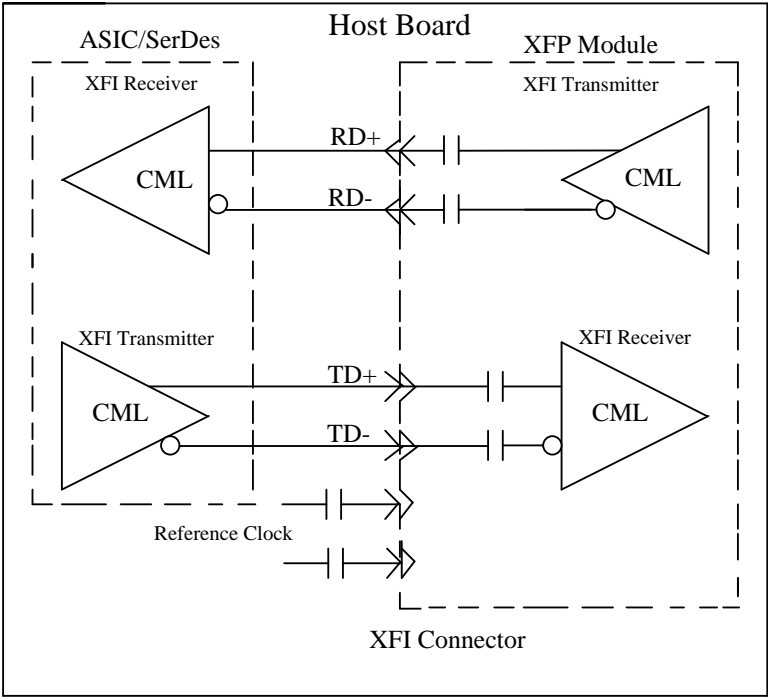 Host Board
ASIC/SerDes
XFP Module
XFI Receiver
XFI Transmitter
RD+
CML
CML
RD-
XFI Transmitter
XFI Receiver
TD+
CML
CML
TD-
Reference Clock
XFI Connector